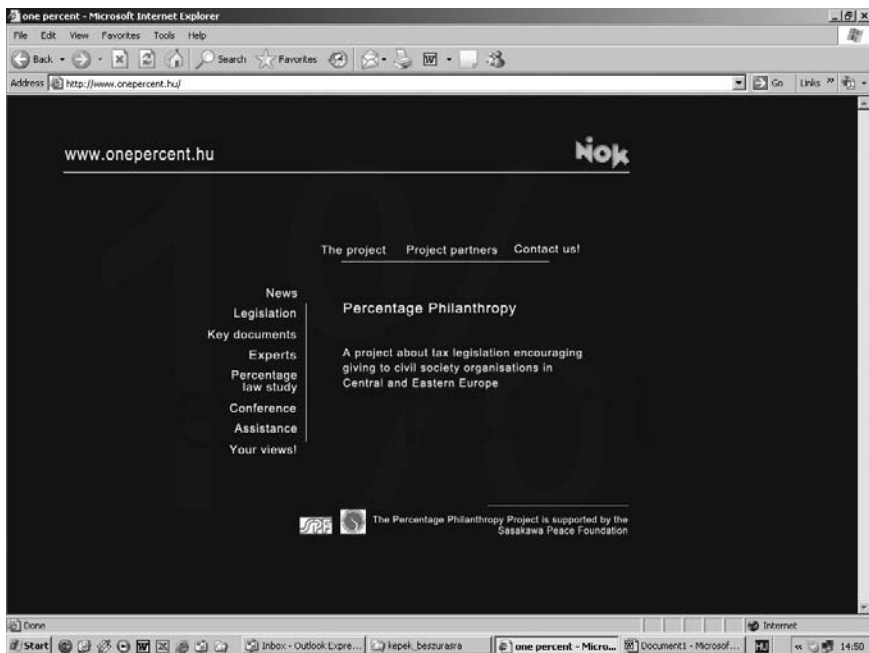 one percent - Microsoft Internet Explorer
File Edit View Favorites Tools Help
Back Search Favorites
Address http://www.onepercent.hu/ Go Links »
www.onepercent.hu NIok
The project Project partners Contact us!
News
Legislation
Key documents
Experts
Percentage
law study
Conference
Assistance
Your views!
Percentage Philanthropy
A project about tax legislation encouraging
giving to civil society organisations in
Central and Eastern Europe
SPF The Percentage Philanthropy Project is supported by the
Sasakawa Peace Foundation
Done Internet
Start Inbox - Outlook Expre... kepek_beszurasra one percent - Micro... Document1 - Microsof... HU « 14:50